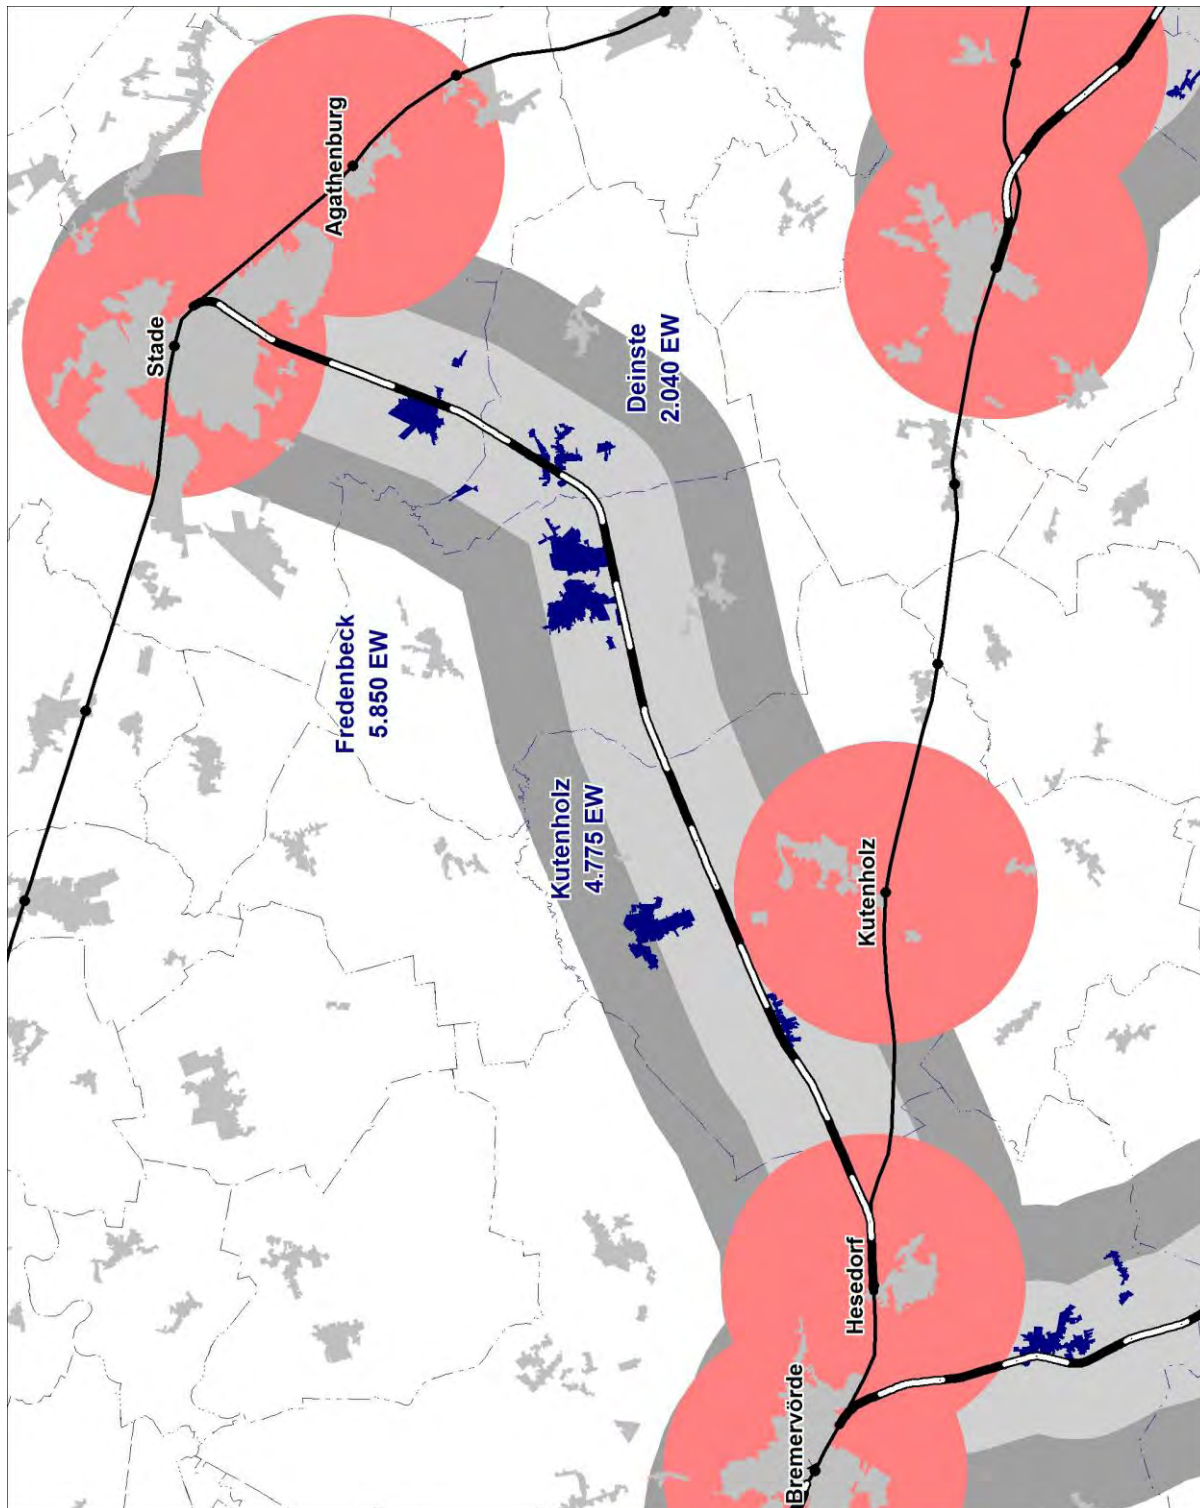 Stade
Agathenburg
Deinste
2.040 EW
Fredenbeck
5.850 EW
Kutenholz
4.775 EW
Kutenholz
Hesedorf
Bremervörde